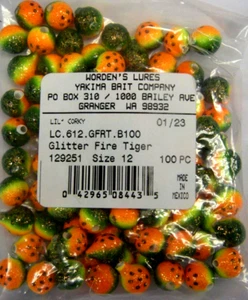 WORDEN'S LURES
YAKIMA BAIT COMPANY
PO BOX 310 / 1000 BAILEY AVE
GRANGER WA 98932
LIL' CORKY 01/23
LC.612.GFRT.B100
Glitter Fire Tiger
129251 Size 12 100 PC
MADE
IN
MEXICO
0 42965 08443 5